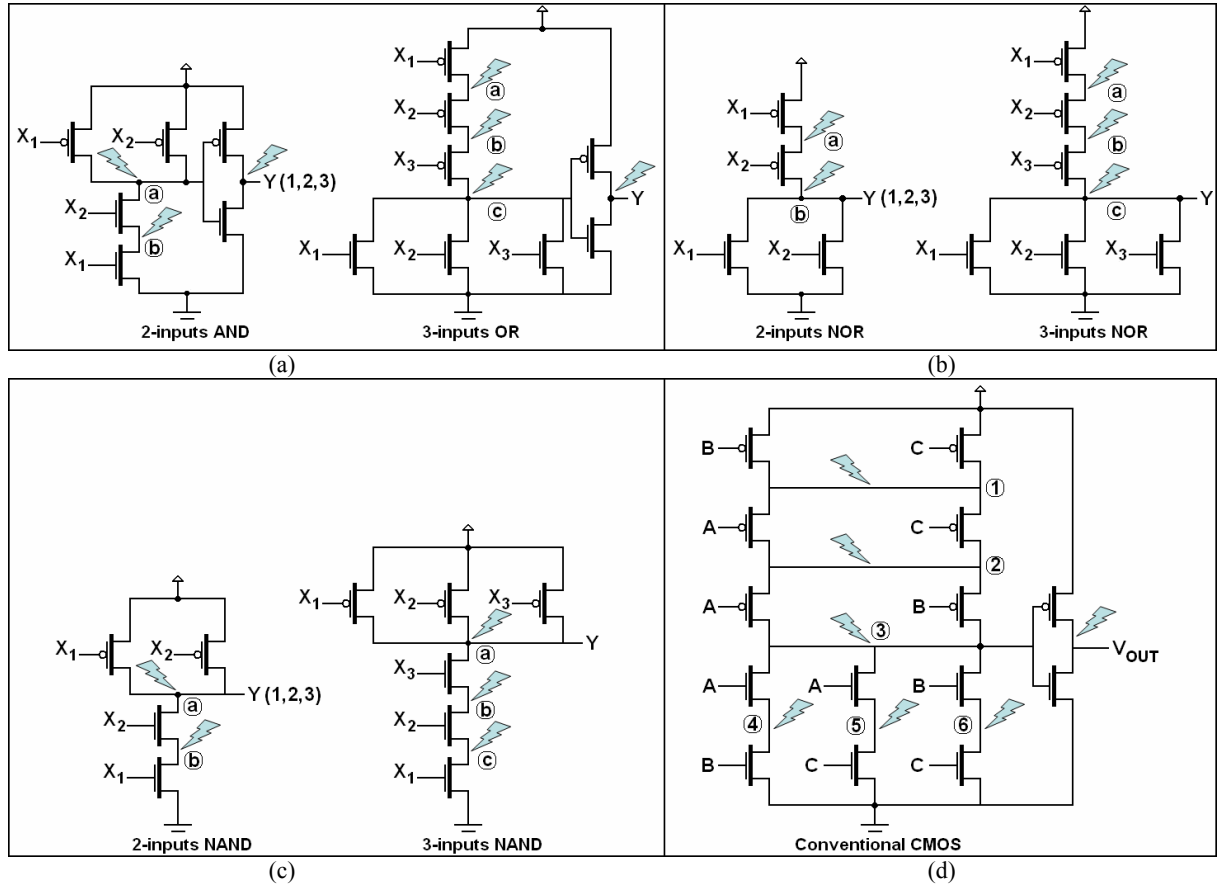 X1
X2
a
b
X2
X1
Y (1,2,3)
2-inputs AND
X1
a
X2
b
X3
c
Y
X1
X2
X3
3-inputs OR
(a)
X1
a
X2
b
Y (1,2,3)
X1
X2
2-inputs NOR
X1
a
X2
b
X3
c
Y
X1
X2
X3
3-inputs NOR
(b)
X1
X2
a
Y (1,2,3)
X2
b
X1
2-inputs NAND
X1
X2
X3
Y
a
X3
b
X2
c
X1
3-inputs NAND
(c)
B
C
1
A
C
2
A
B
3
VOUT
A
A
B
4
5
6
B
C
C
Conventional CMOS
(d)